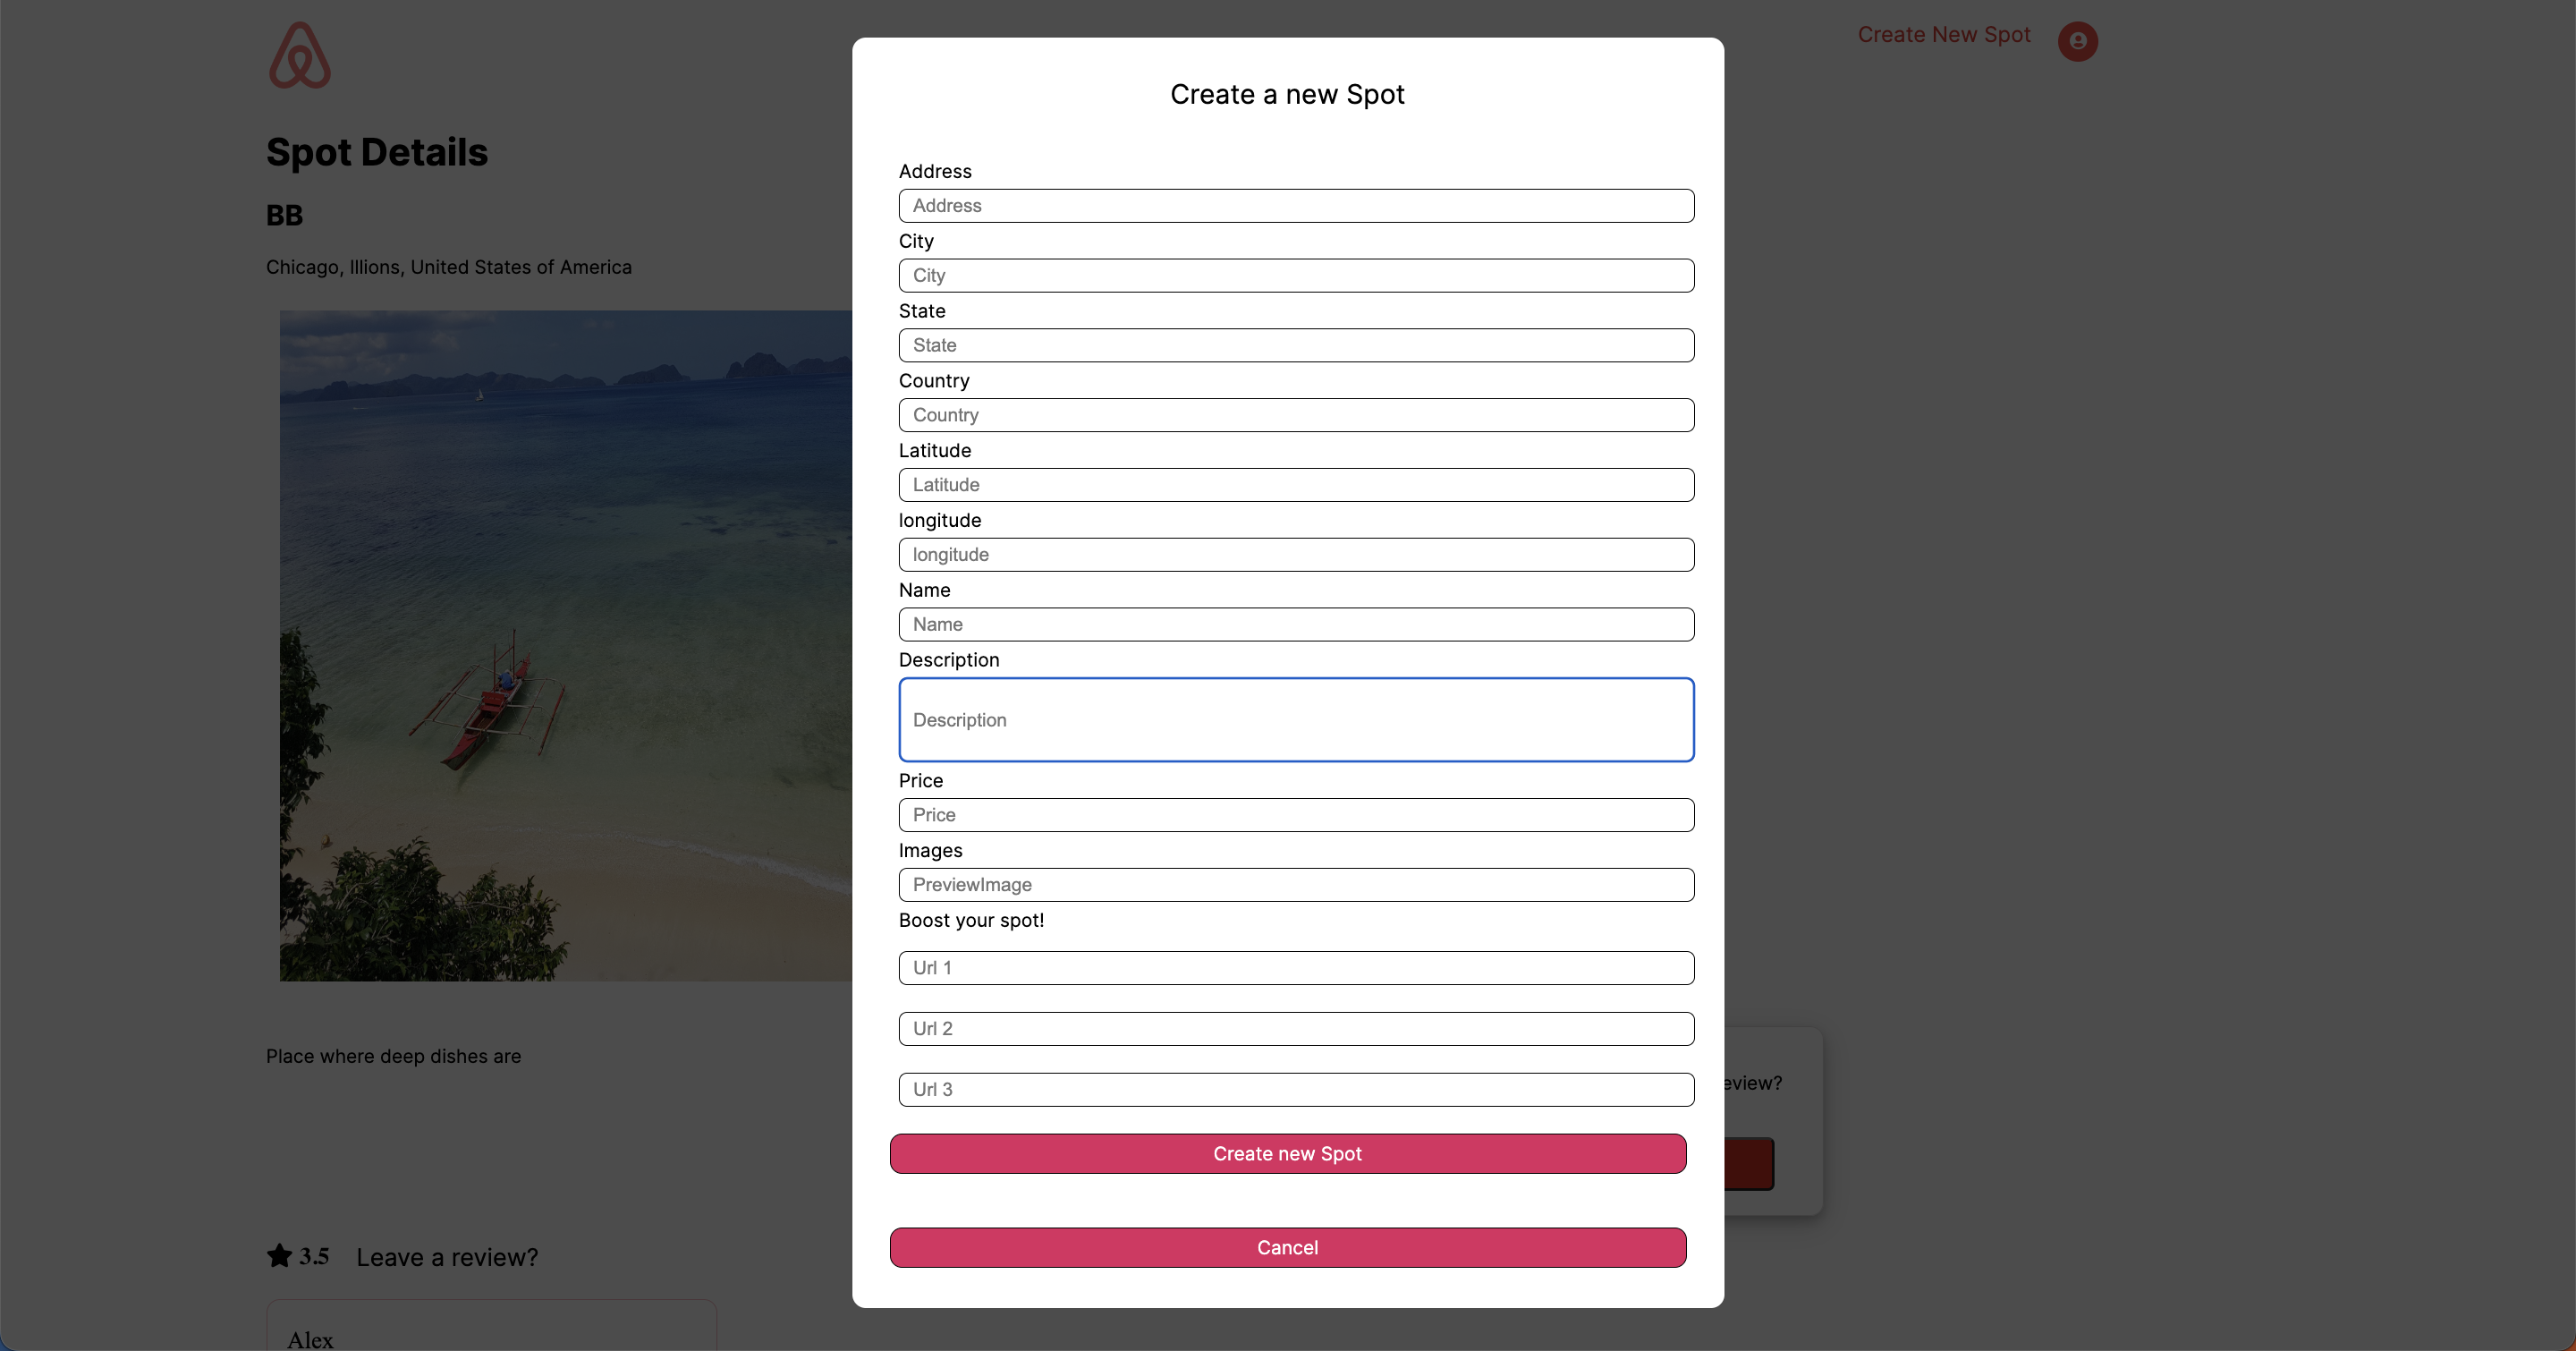 Create New Spot
Spot Details
BB
Chicago, Illions, United States of America
Place where deep dishes are
eview?
3.5 Leave a review?
Alex
Create a new Spot
Address
Address
City
City
State
State
Country
Country
Latitude
Latitude
longitude
longitude
Name
Name
Description
Description
Price
Price
Images
PreviewImage
Boost your spot!
Url 1
Url 2
Url 3
Create new Spot
Cancel